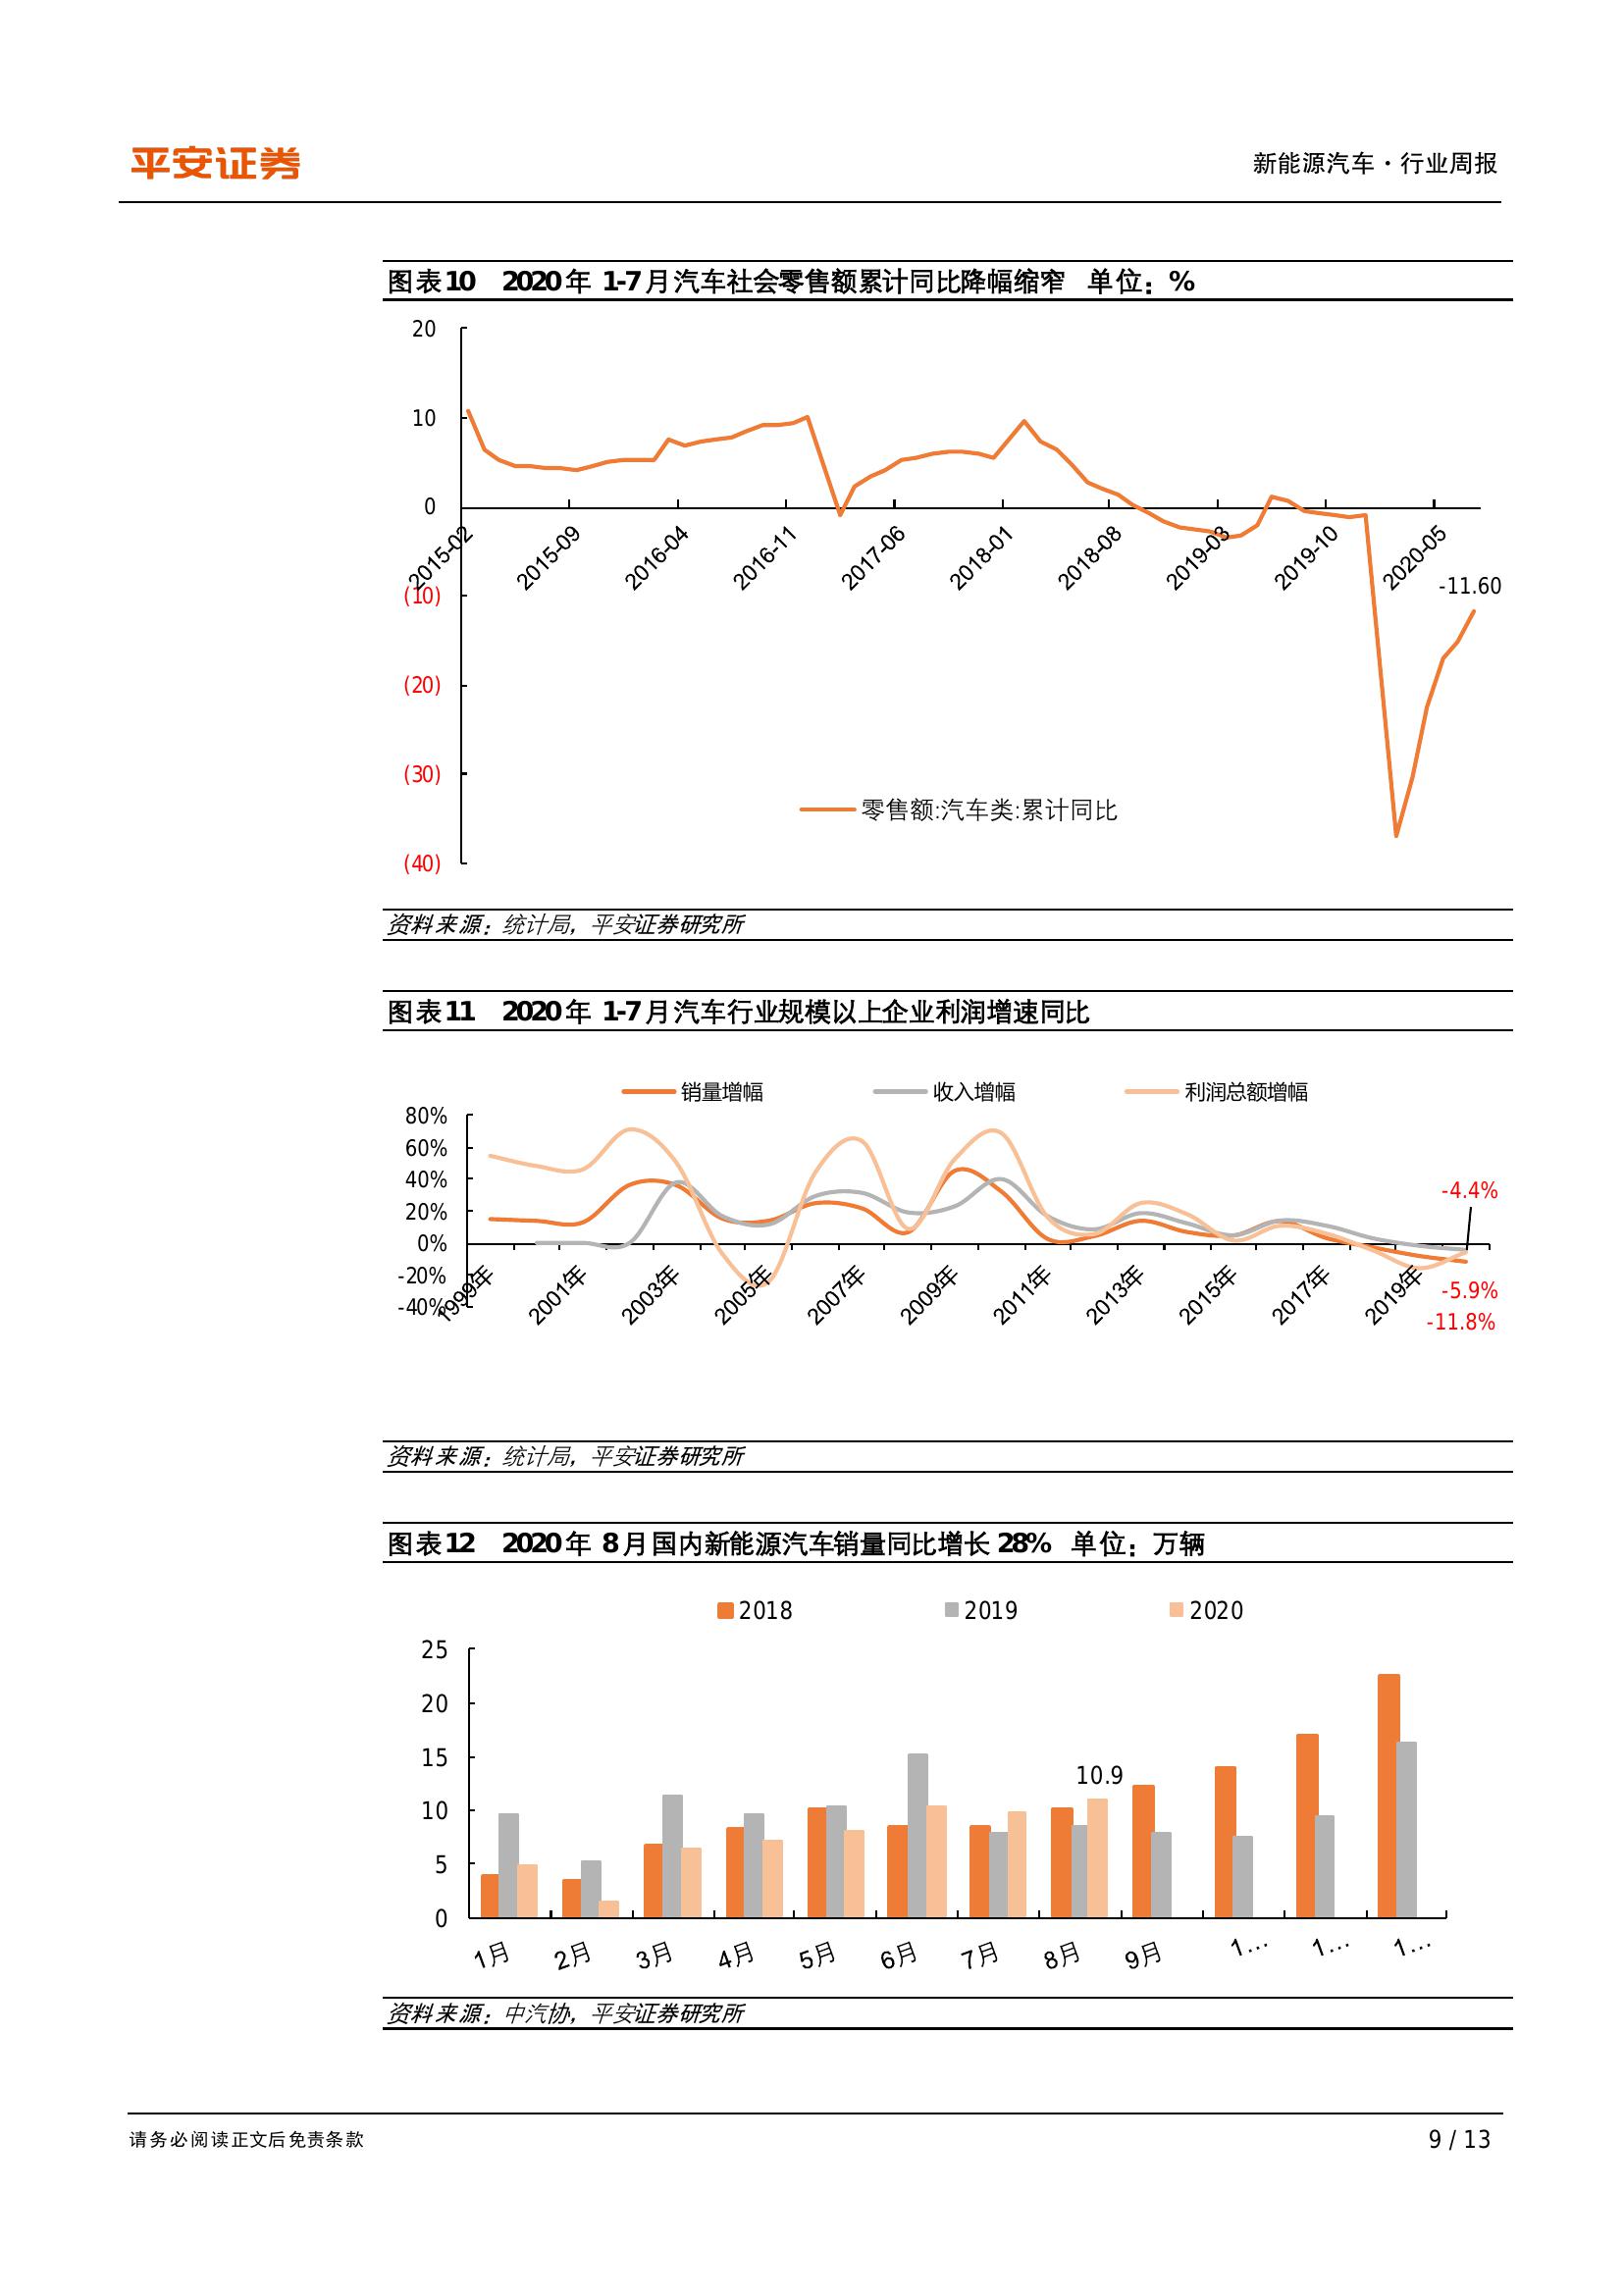 平安证券
新能源汽车·行业周报
图表10 2020年 1-7月汽车社会零售额累计同比降幅缩窄 单位：%
20
10
0
(10)
(20)
(30)
(40)
2015-02 2015-09 2016-04 2016-11 2017-06 2018-01 2018-08 2019-03 2019-10 2020-05
-11.60
零售额:汽车类:累计同比
资料来源：统计局，平安证券研究所
图表11 2020年 1-7月汽车行业规模以上企业利润增速同比
销量增幅 收入增幅 利润总额增幅
80%
60%
40%
20%
0%
-20%
-40%
1999年 2001年 2003年 2005年 2007年 2009年 2011年 2013年 2015年 2017年 2019年
-4.4%
-5.9%
-11.8%
资料来源：统计局，平安证券研究所
图表12 2020年 8月国内新能源汽车销量同比增长 28% 单位：万辆
2018 2019 2020
25
20
15
10
5
0
10.9
1月 2月 3月 4月 5月 6月 7月 8月 9月 1… 1… 1…
资料来源：中汽协，平安证券研究所
请务必阅读正文后免责条款
9 / 13